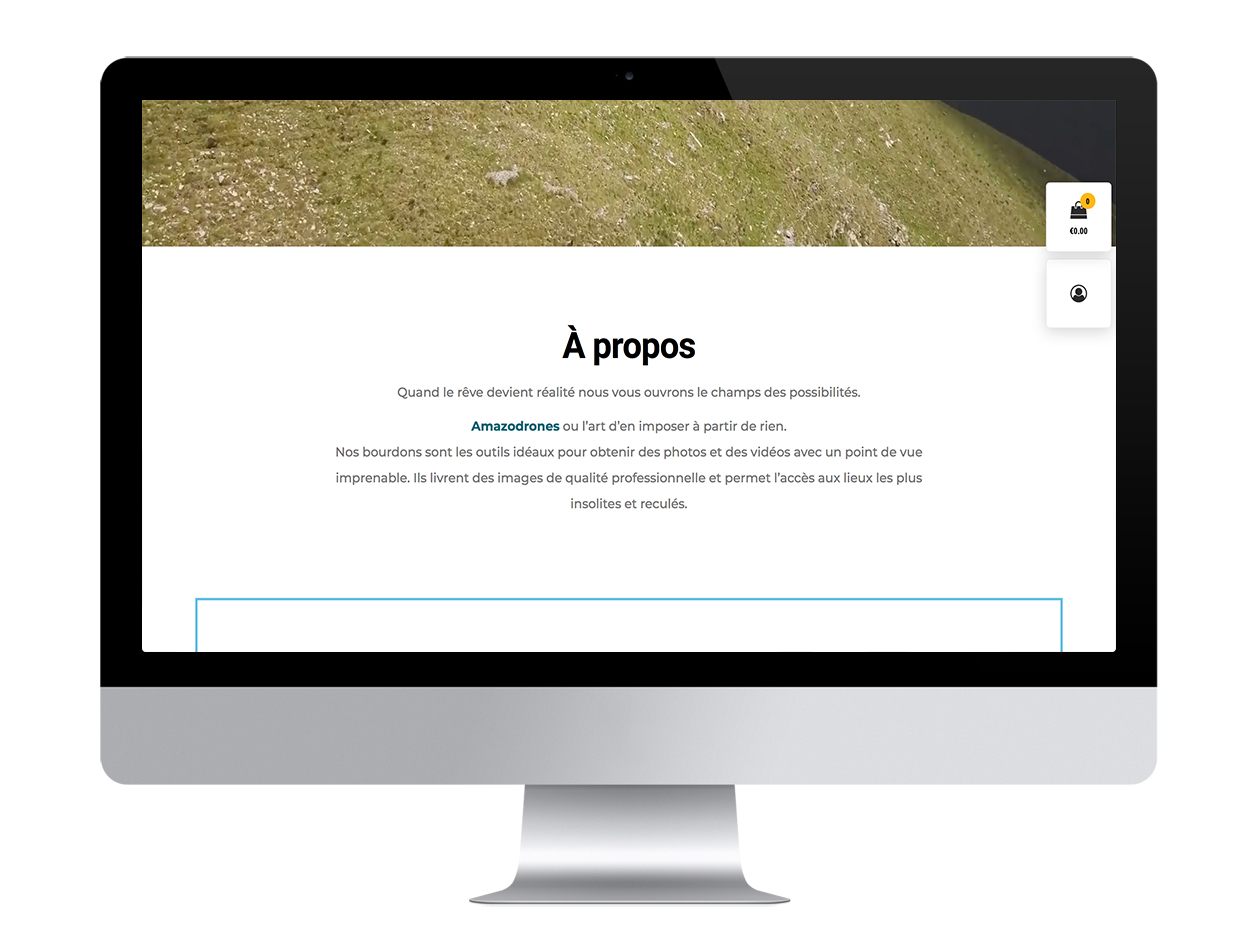 0
€0.00
À propos
Quand le rêve devient réalité nous vous ouvrons le champs des possibilités.
Amazodrones ou l'art d'en imposer à partir de rien.
Nos bourdons sont les outils idéaux pour obtenir des photos et des vidéos avec un point de vue
imprenable. Ils livrent des images de qualité professionnelle et permet l'accès aux lieux les plus
insolites et reculés.